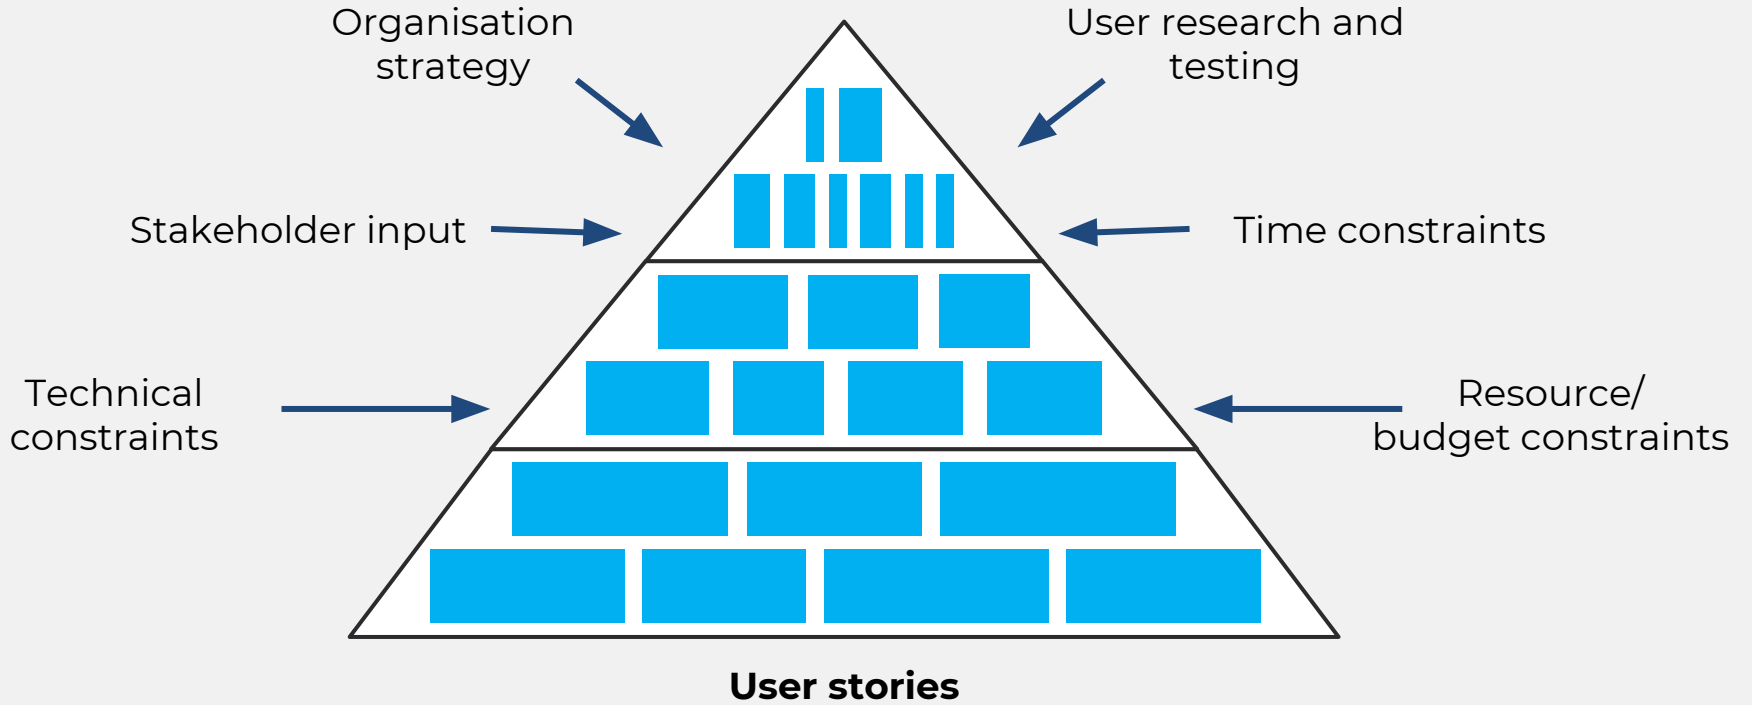 Organisation
strategy
User research and
testing
Stakeholder input
Time constraints
Technical
constraints
Resource/
budget constraints
User stories